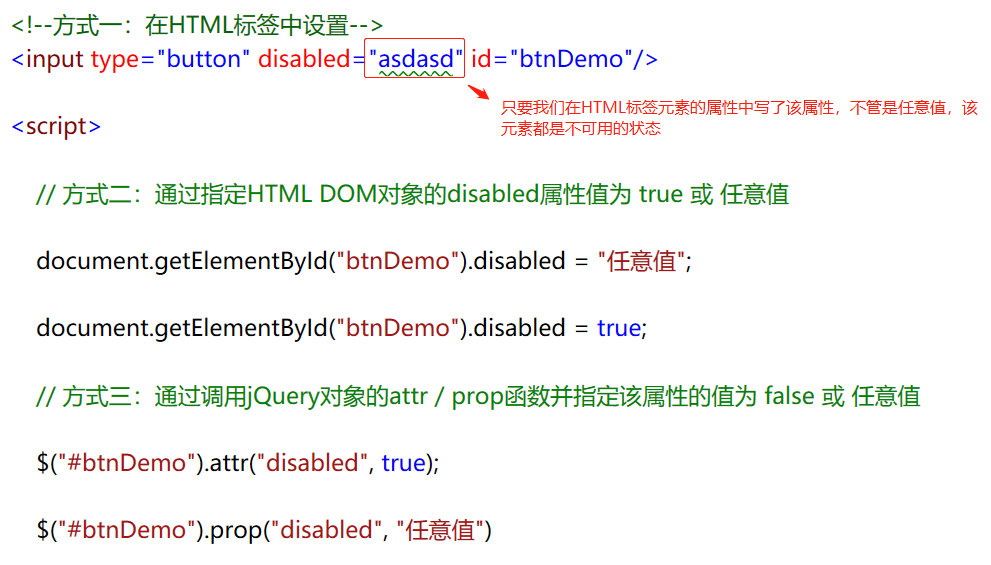 <!--方式一：在HTML标签中设置-->
<input type="button" disabled="asdasd" id="btnDemo"/>
只要我们在HTML标签元素的属性中写了该属性，不管是任意值，该
元素都是不可用的状态
<script>
// 方式二：通过指定HTML DOM对象的disabled属性值为 true 或 任意值
document.getElementById("btnDemo").disabled = "任意值";
document.getElementById("btnDemo").disabled = true;
// 方式三：通过调用jQuery对象的attr / prop函数并指定该属性的值为 false 或 任意值
$("#btnDemo").attr("disabled", true);
$("#btnDemo").prop("disabled", "任意值")